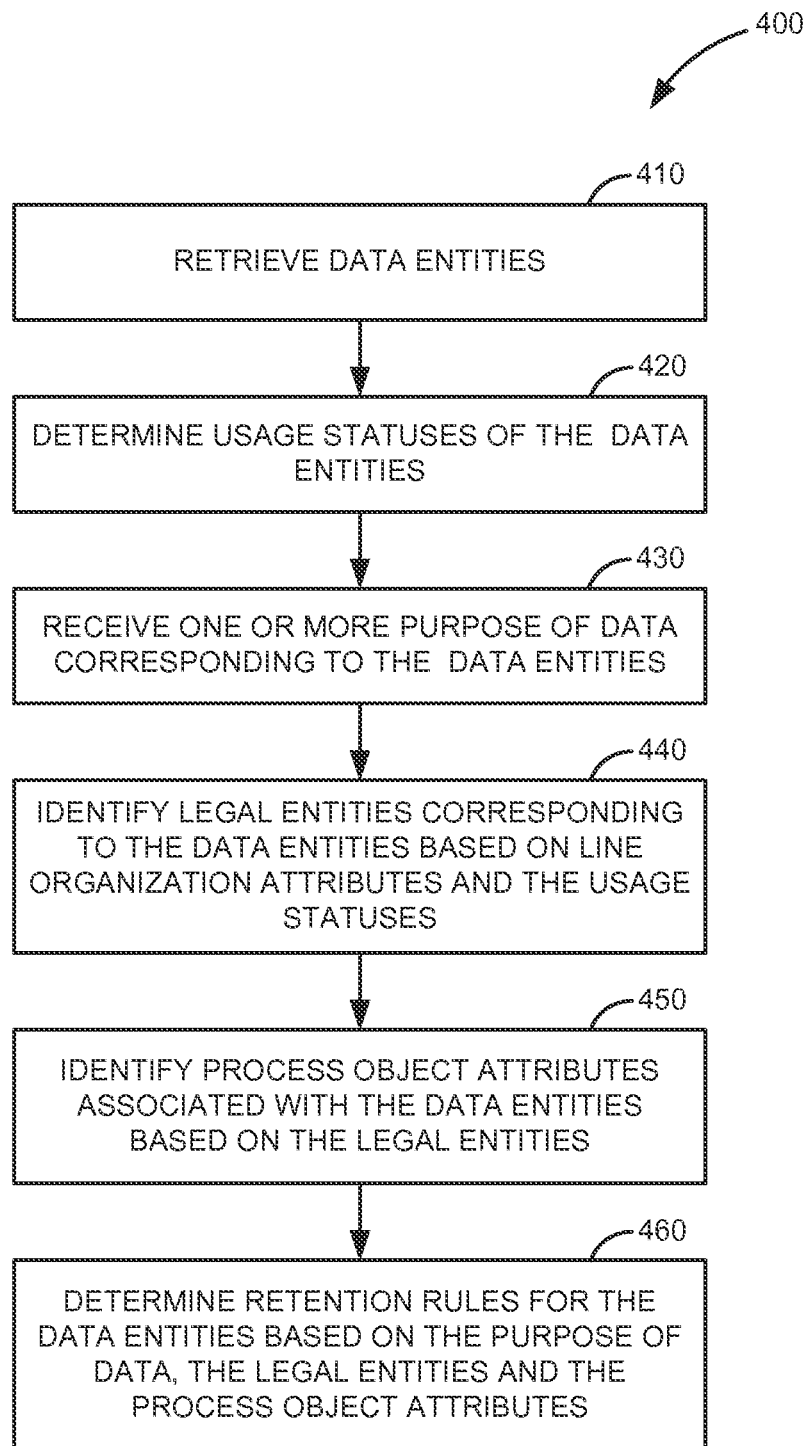 400
410
RETRIEVE DATA ENTITIES
420
DETERMINE USAGE STATUSES OF THE DATA
ENTITIES
430
RECEIVE ONE OR MORE PURPOSE OF DATA
CORRESPONDING TO THE DATA ENTITIES
440
IDENTIFY LEGAL ENTITIES CORRESPONDING
TO THE DATA ENTITIES BASED ON LINE
ORGANIZATION ATTRIBUTES AND THE USAGE
STATUSES
450
IDENTIFY PROCESS OBJECT ATTRIBUTES
ASSOCIATED WITH THE DATA ENTITIES
BASED ON THE LEGAL ENTITIES
460
DETERMINE RETENTION RULES FOR THE
DATA ENTITIES BASED ON THE PURPOSE OF
DATA, THE LEGAL ENTITIES AND THE
PROCESS OBJECT ATTRIBUTES